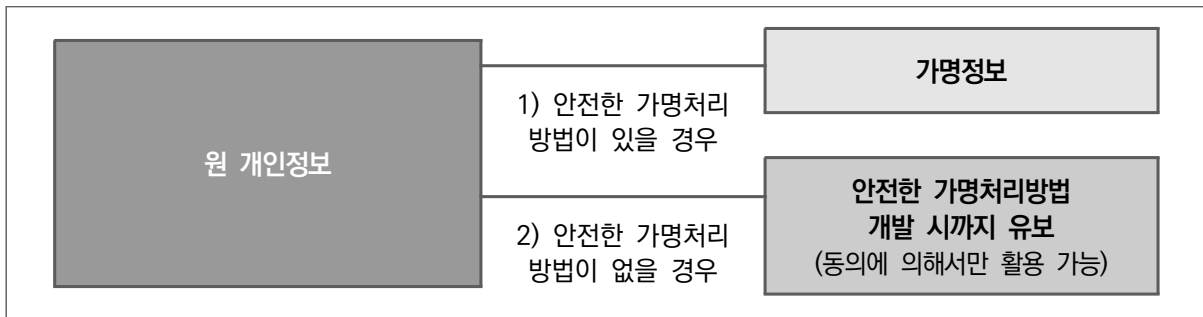 원 개인정보
1) 안전한 가명처리
방법이 있을 경우
가명정보
2) 안전한 가명처리
방법이 없을 경우
안전한 가명처리방법
개발 시까지 유보
(동의에 의해서만 활용 가능)